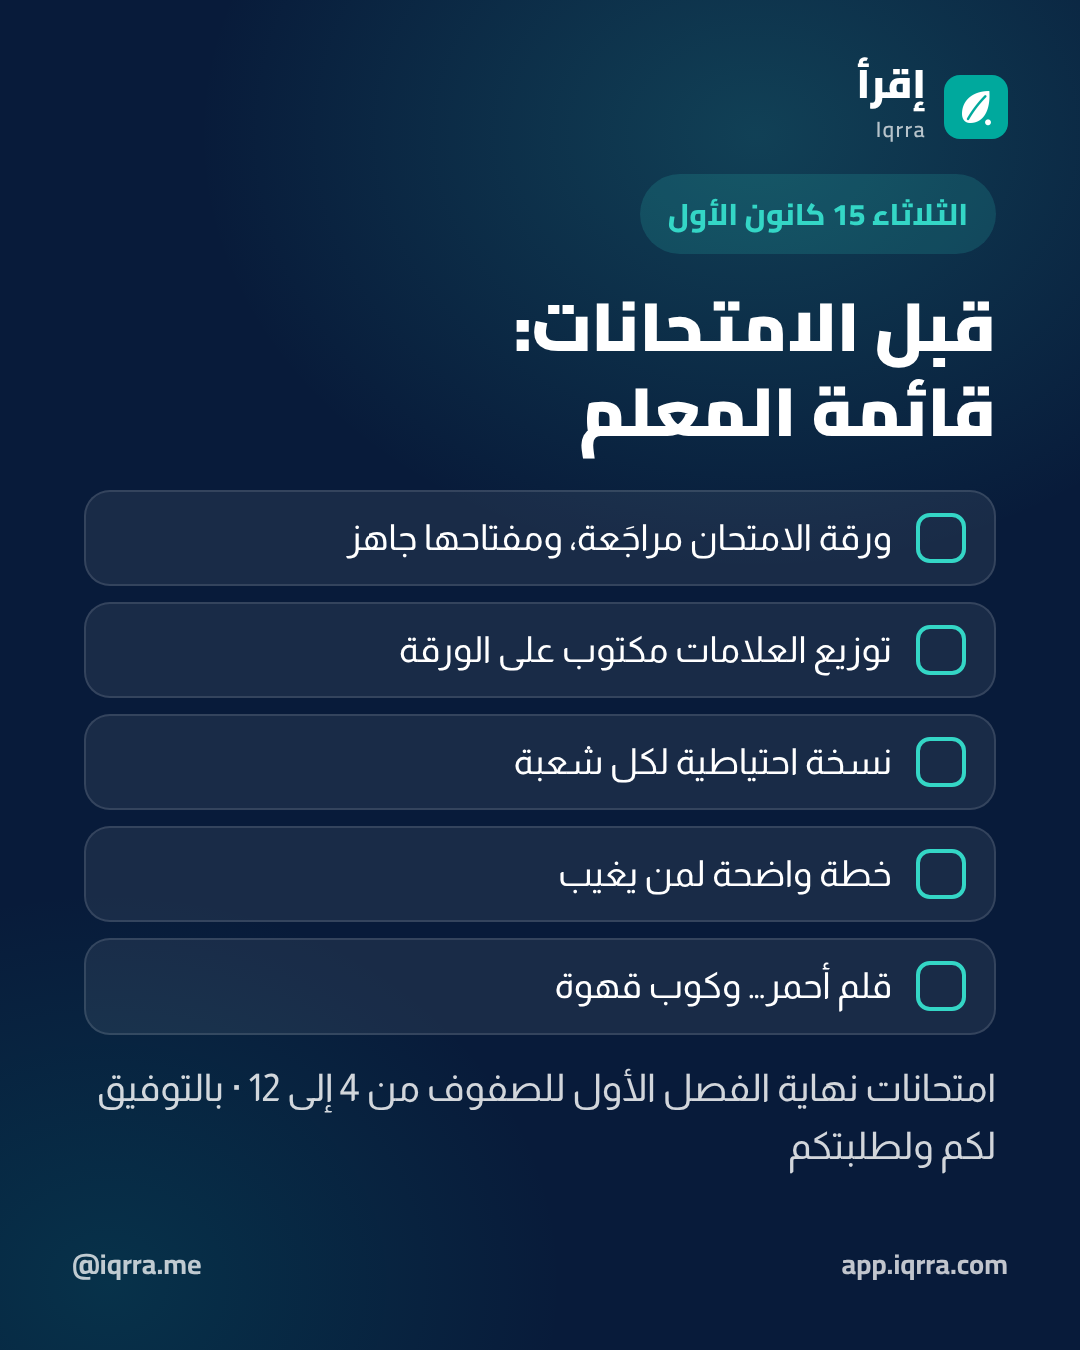 إقرأ
Iqrra
الثلاثاء 15 كانون الأول
قبل الامتحانات:
قائمة المعلم
ورقة الامتحان مراجَعة، ومفتاحها جاهز
توزيع العلامات مكتوب على الورقة
نسخة احتياطية لكل شعبة
خطة واضحة لمن يغيب
قلم أحمر… وكوب قهوة
امتحانات نهاية الفصل الأول للصفوف من 4 إلى 12 · بالتوفيق
لكم ولطلبتكم
app.iqrra.com
@iqrra.me